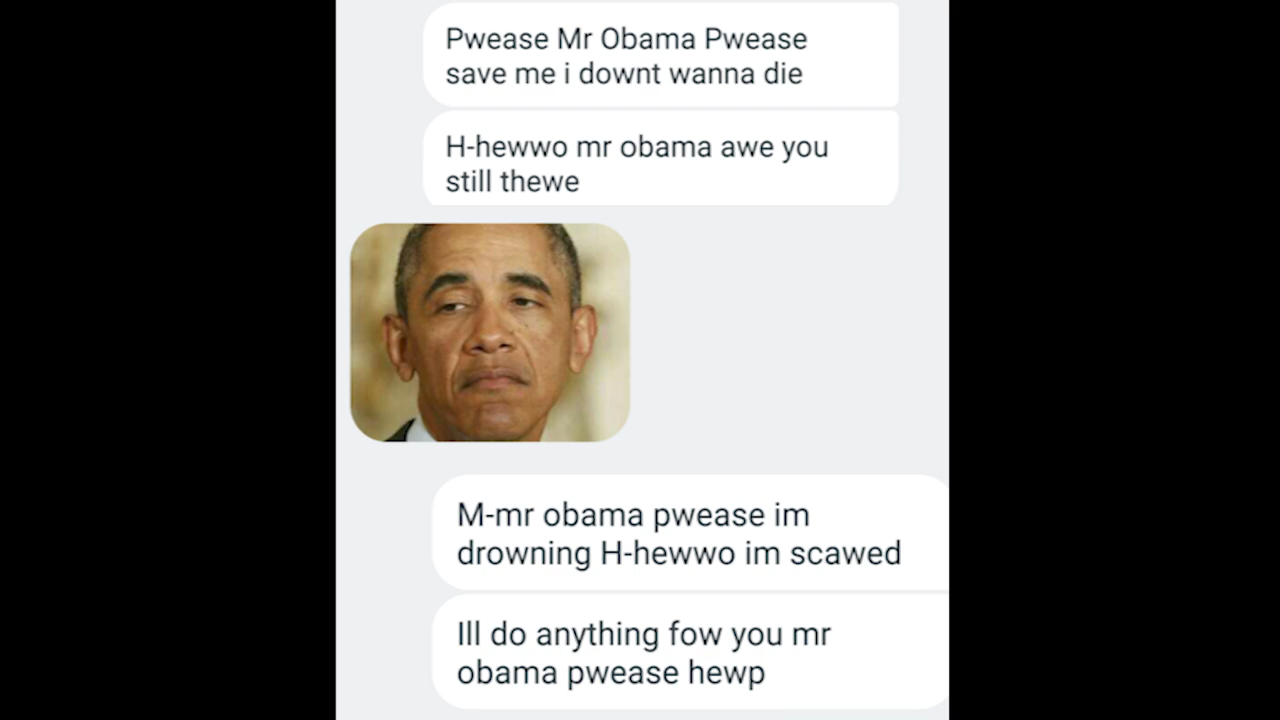 Pwease Mr Obama Pwease
save me i downt wanna die
H-hewwo mr obama awe you
still thewe
M-mr obama pwease im
drowning H-hewwo im scawed
Ill do anything fow you mr
obama pwease hewp